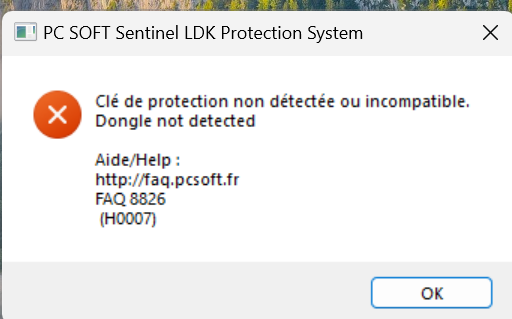 PC SOFT Sentinel LDK Protection System
Clé de protection non détectée ou incompatible.
Dongle not detected
Aide/Help :
http://faq.pcsoft.fr
FAQ 8826
(H0007)
OK